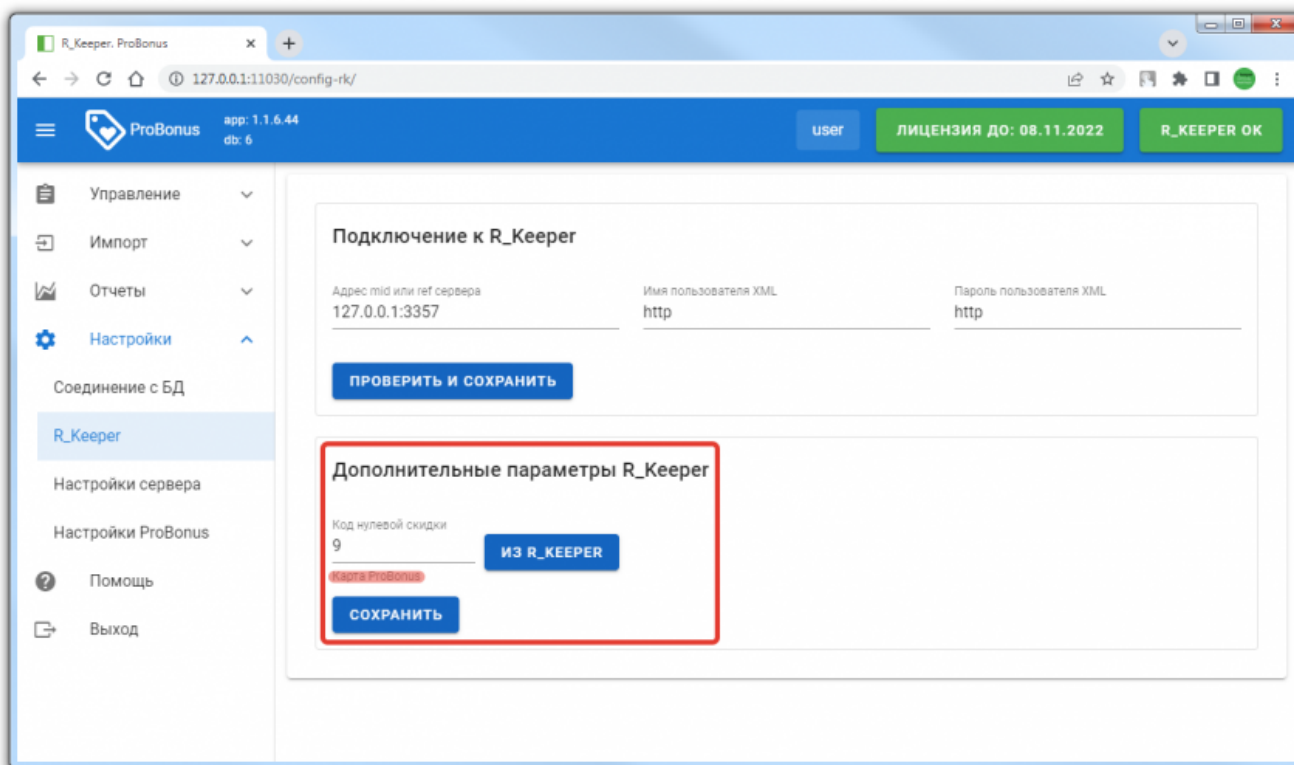 R_Keeper. ProBonus
127.0.0.1:11030/config-rk/
ProBonus
app: 1.1.6.44
db: 6
user
ЛИЦЕНЗИЯ ДО: 08.11.2022
R_KEEPER OK
Управление
Импорт
Отчеты
Настройки
Соединение с БД
R_Keeper
Настройки сервера
Настройки ProBonus
Помощь
Выход
Подключение к R_Keeper
Адрес mid или ref сервера
127.0.0.1:3357
Имя пользователя XML
http
Пароль пользователя XML
http
ПРОВЕРИТЬ И СОХРАНИТЬ
Дополнительные параметры R_Keeper
Код нулевой скидки
9
ИЗ R_KEEPER
Карта ProBonus
СОХРАНИТЬ